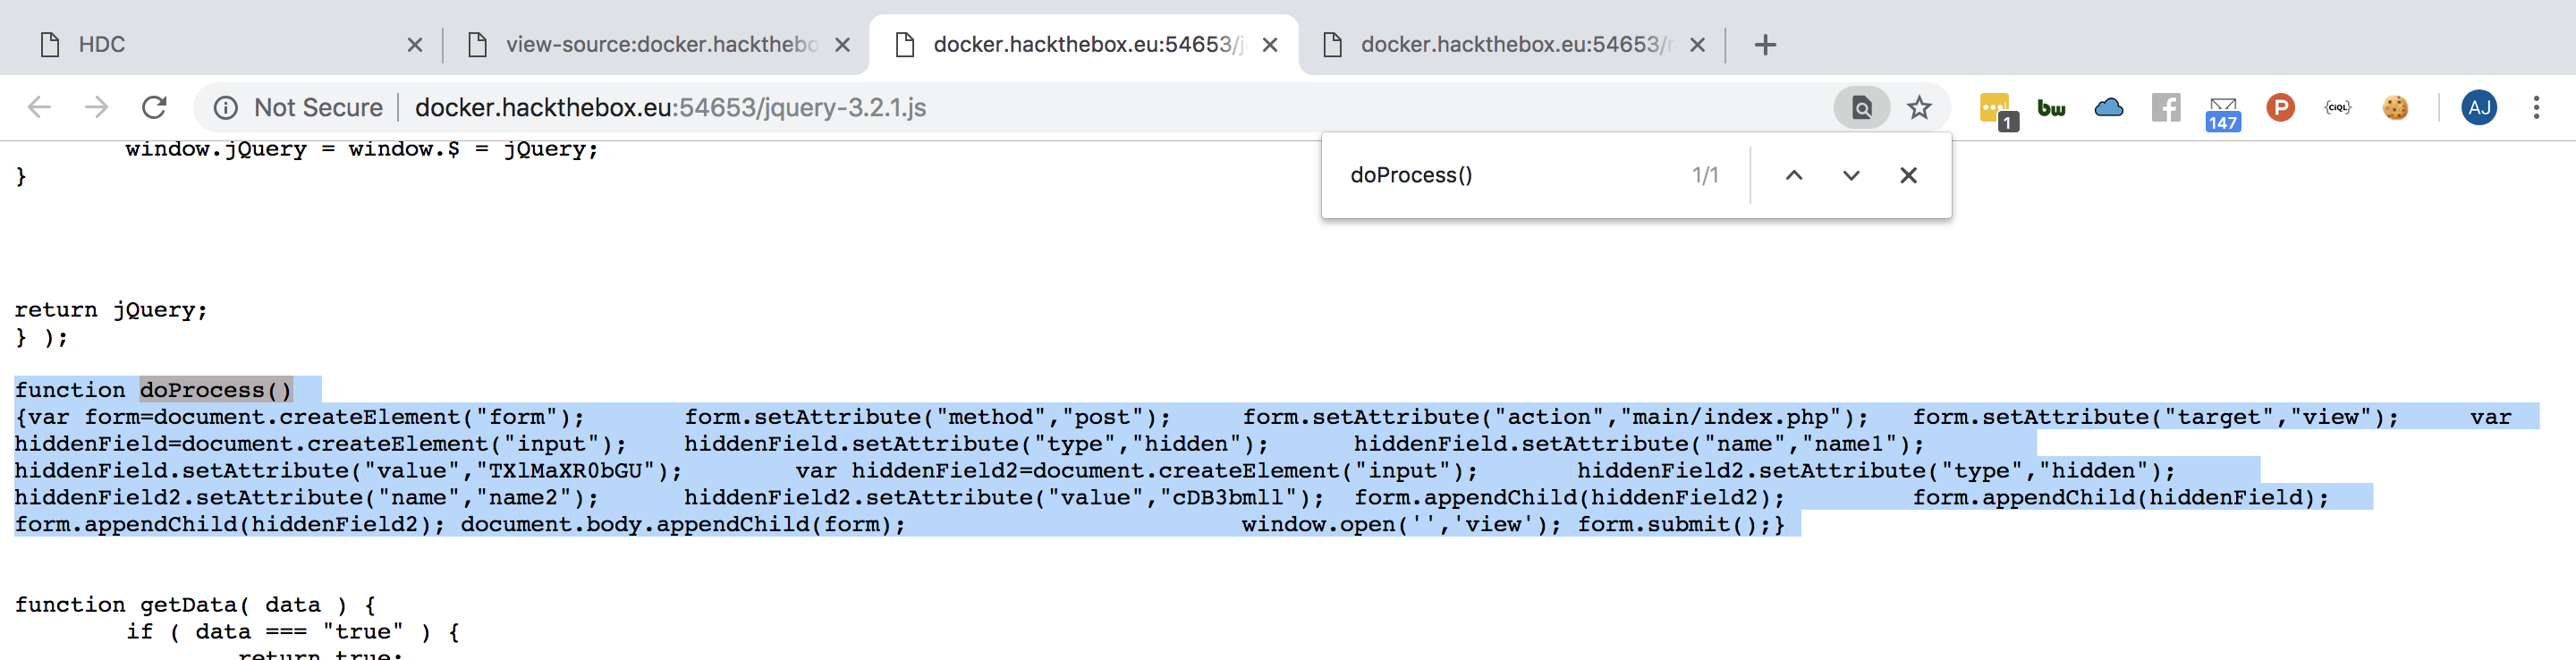 HDC
view-source:docker.hackthebo
docker.hackthebox.eu:54653/j
docker.hackthebox.eu:54653/r
Not Secure docker.hackthebox.eu:54653/jquery-3.2.1.js
1
bw
147
P
{CIQL}
AJ
doProcess() 1/1
window.jQuery = window.$ = jQuery;
}
return jQuery;
} );
function doProcess()
{var form=document.createElement("form"); form.setAttribute("method","post"); form.setAttribute("action","main/index.php"); form.setAttribute("target","view"); var
hiddenField=document.createElement("input"); hiddenField.setAttribute("type","hidden"); hiddenField.setAttribute("name","name1");
hiddenField.setAttribute("value","TXlMaXR0bGU"); var hiddenField2=document.createElement("input"); hiddenField2.setAttribute("type","hidden");
hiddenField2.setAttribute("name","name2"); hiddenField2.setAttribute("value","cDB3bmll"); form.appendChild(hiddenField2); form.appendChild(hiddenField);
form.appendChild(hiddenField2); document.body.appendChild(form); window.open('','view'); form.submit();}
function getData( data ) {
if ( data === "true" ) {
return true;